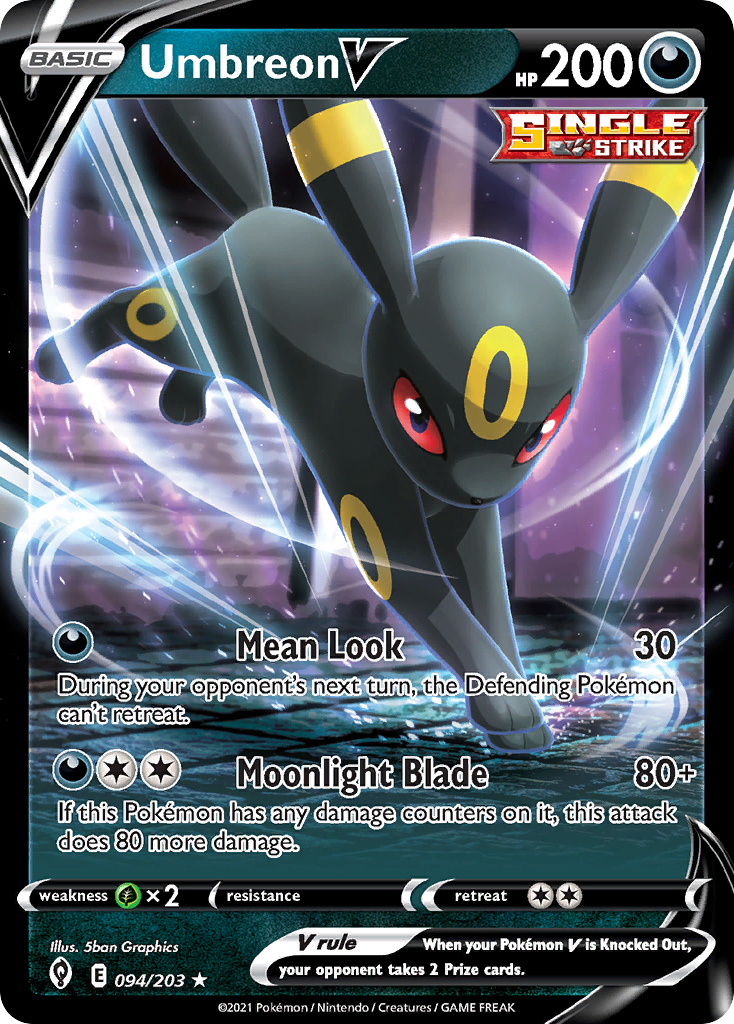 BASIC
Umbreon V
HP 200
SINGLE
STRIKE
Mean Look 30
During your opponent's next turn, the Defending Pokémon
can't retreat.
Moonlight Blade 80+
If this Pokémon has any damage counters on it, this attack
does 80 more damage.
weakness ×2 resistance retreat
Illus. 5ban Graphics
V rule When your Pokémon V is Knocked Out,
your opponent takes 2 Prize cards.
E 094/203 ★
©2021 Pokémon / Nintendo / Creatures / GAME FREAK